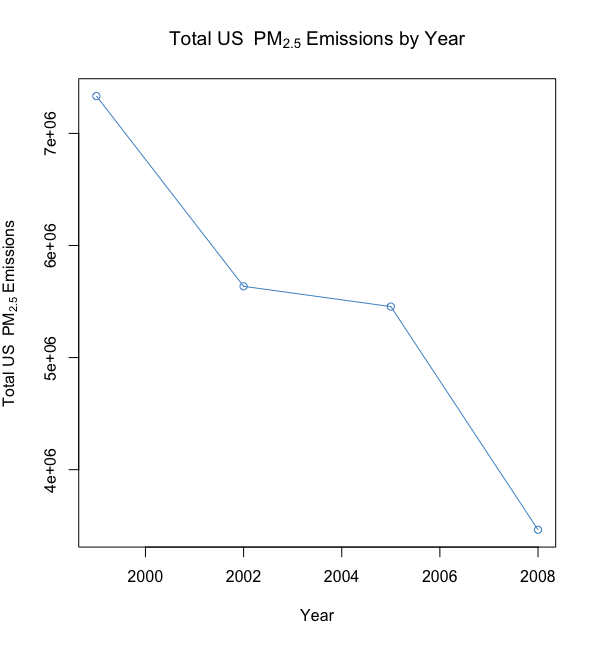 Total US  PM2.5 Emissions by Year
Total US  PM2.5 Emissions
7e+06
6e+06
5e+06
4e+06
2000 2002 2004 2006 2008
Year